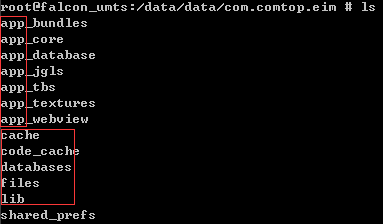 root@falcon_umts:/data/data/com.comtop.eim # ls
app_bundles
app_core
app_database
app_jgls
app_tbs
app_textures
app_webview
cache
code_cache
databases
files
lib
shared_prefs